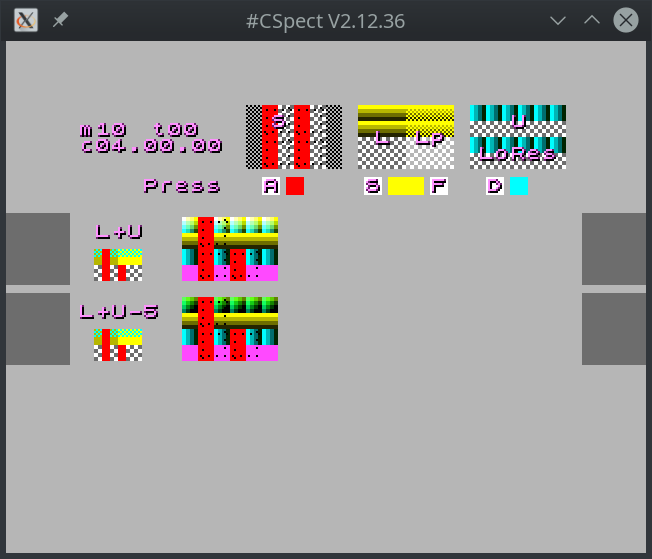 #CSpect V2.12.36
m10 t00
c04.00.00
S
L Lp
U
LoRes
Press A S F D
L+U
L+U-S